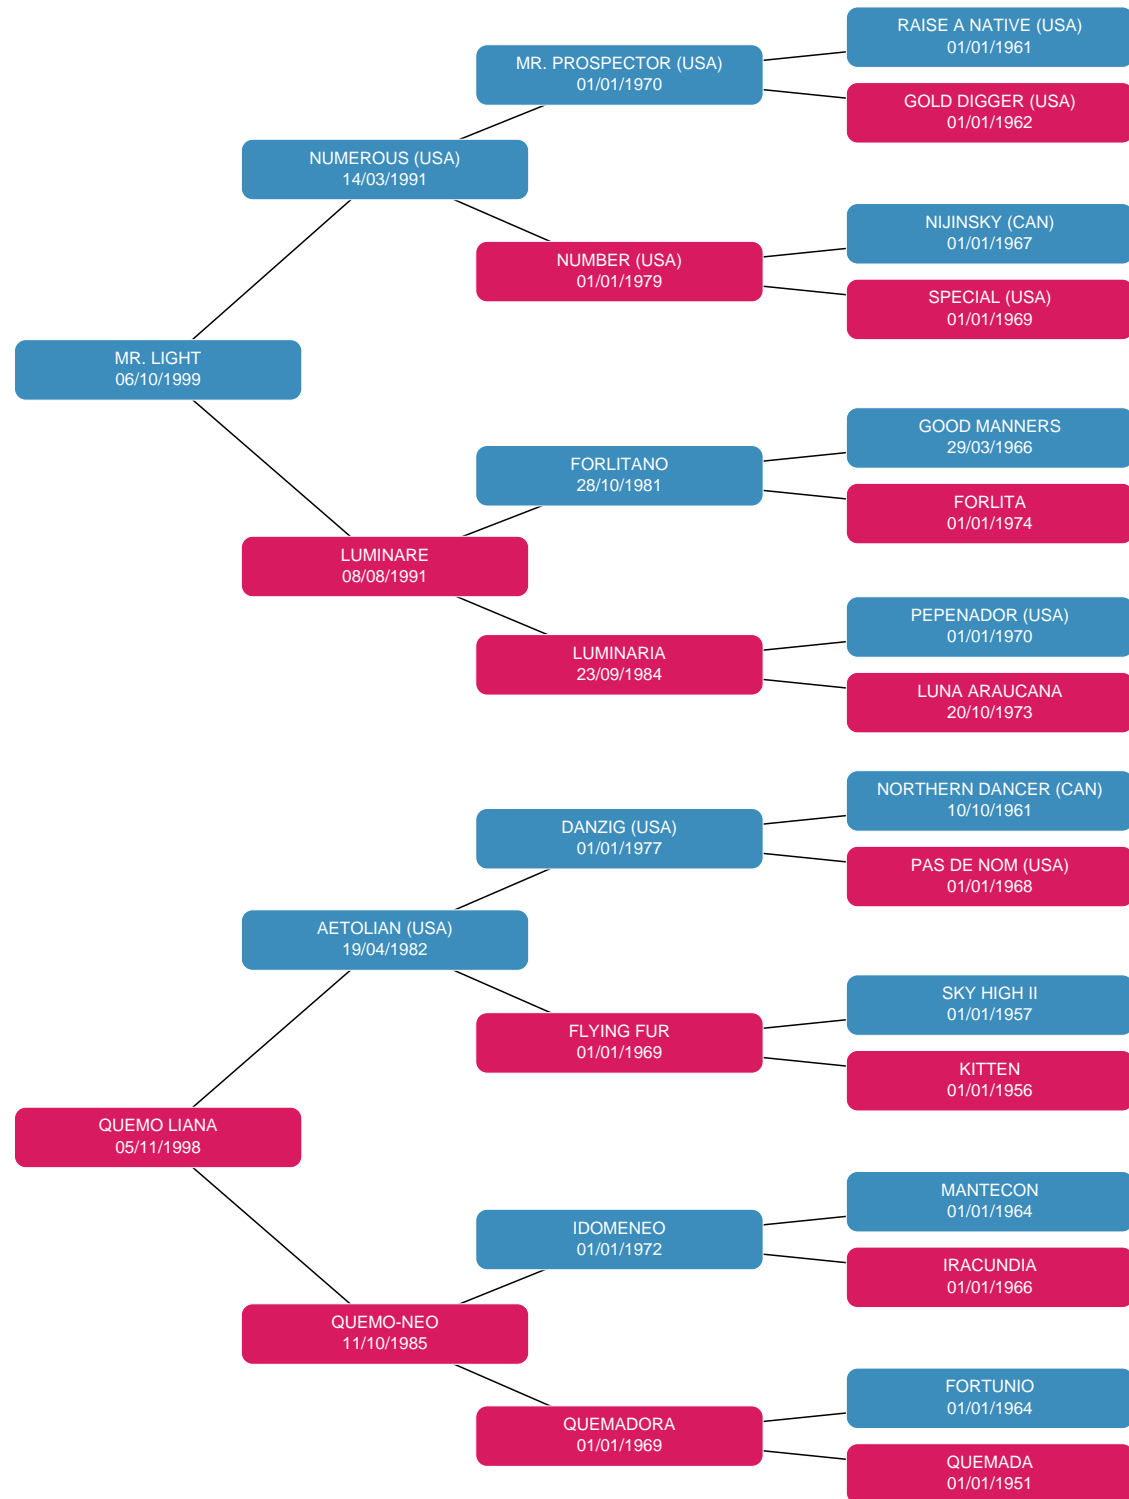 RAISE A NATIVE (USA)
01/01/1961
MR. PROSPECTOR (USA)
01/01/1970
GOLD DIGGER (USA)
01/01/1962
NUMEROUS (USA)
14/03/1991
NIJINSKY (CAN)
01/01/1967
NUMBER (USA)
01/01/1979
SPECIAL (USA)
01/01/1969
MR. LIGHT
06/10/1999
GOOD MANNERS
29/03/1966
FORLITANO
28/10/1981
FORLITA
01/01/1974
LUMINARE
08/08/1991
PEPENADOR (USA)
01/01/1970
LUMINARIA
23/09/1984
LUNA ARAUCANA
20/10/1973
NORTHERN DANCER (CAN)
10/10/1961
DANZIG (USA)
01/01/1977
PAS DE NOM (USA)
01/01/1968
AETOLIAN (USA)
19/04/1982
SKY HIGH II
01/01/1957
FLYING FUR
01/01/1969
KITTEN
01/01/1956
QUEMO LIANA
05/11/1998
MANTECON
01/01/1964
IDOMENEO
01/01/1972
IRACUNDIA
01/01/1966
QUEMO-NEO
11/10/1985
FORTUNIO
01/01/1964
QUEMADORA
01/01/1969
QUEMADA
01/01/1951